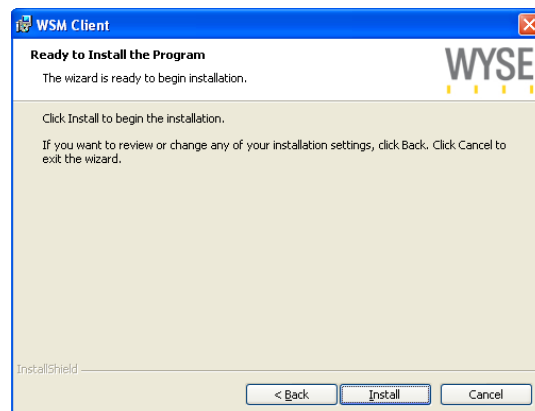 WSM Client
Ready to Install the Program
The wizard is ready to begin installation.
WYSE
Click Install to begin the installation.
If you want to review or change any of your installation settings, click Back. Click Cancel to
exit the wizard.
InstallShield
< Back
Install
Cancel